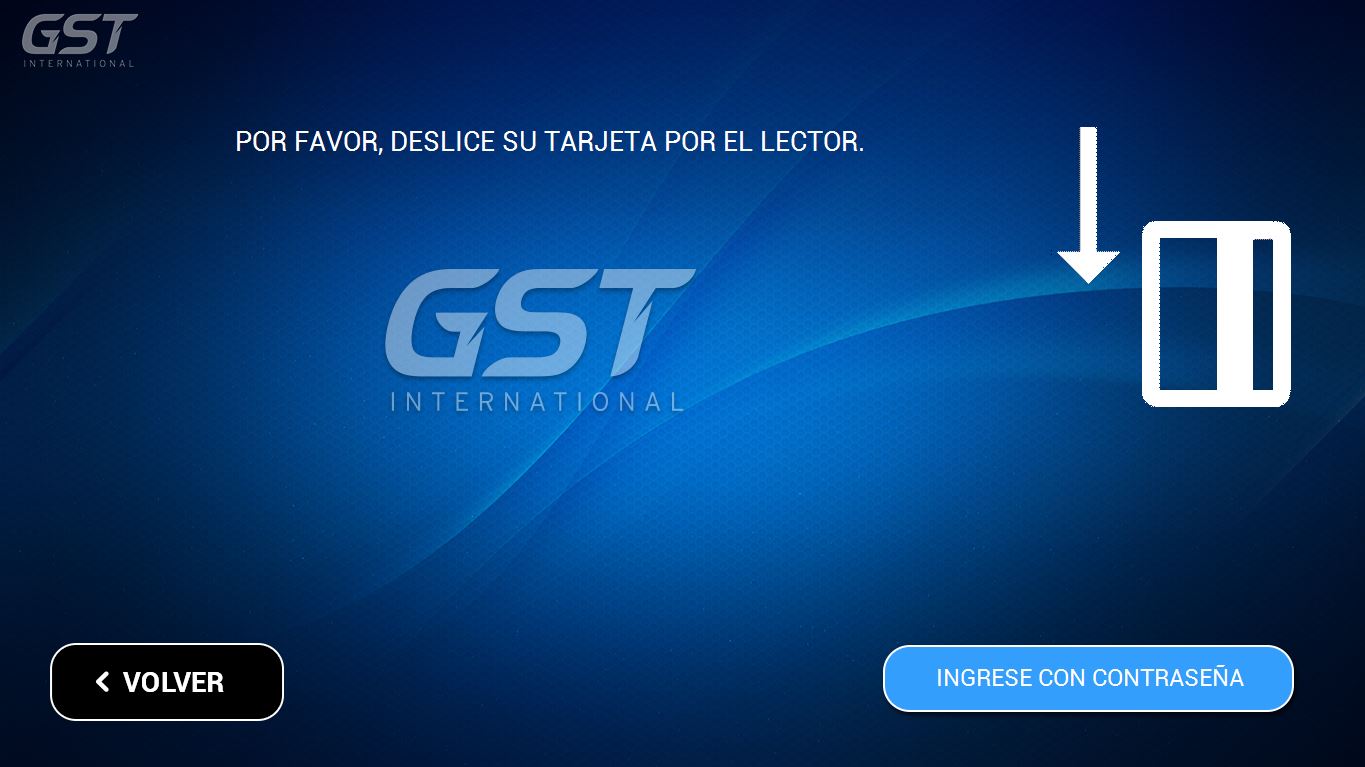 GST
INTERNATIONAL
POR FAVOR, DESLICE SU TARJETA POR EL LECTOR.
GST
INTERNATIONAL
VOLVER
INGRESE CON CONTRASEÑA